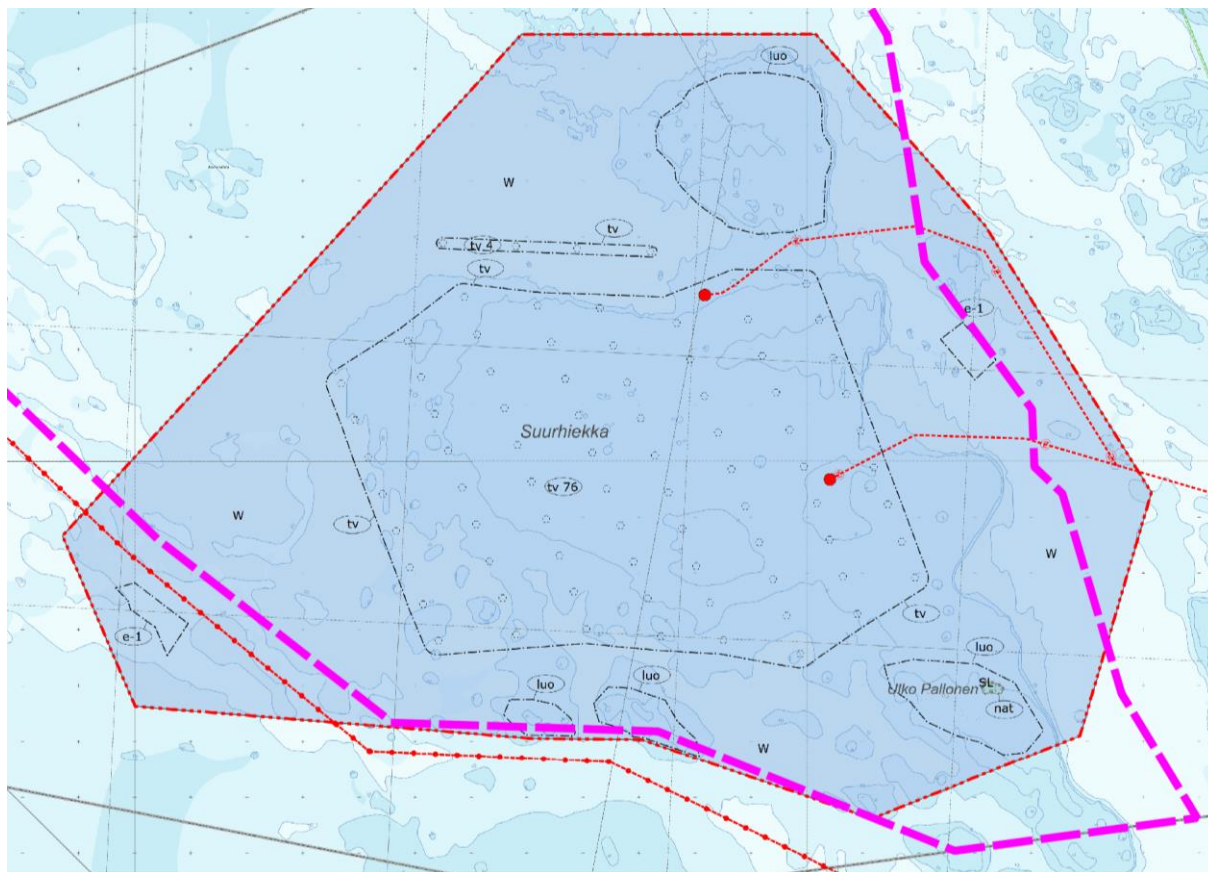 luo
W
tv
tv 4
tv
e-1
Suurhiekka
tv 76
W
tv
W
tv
e-1
luo
luo
luo
SL
Ulko Pallonen
nat
W